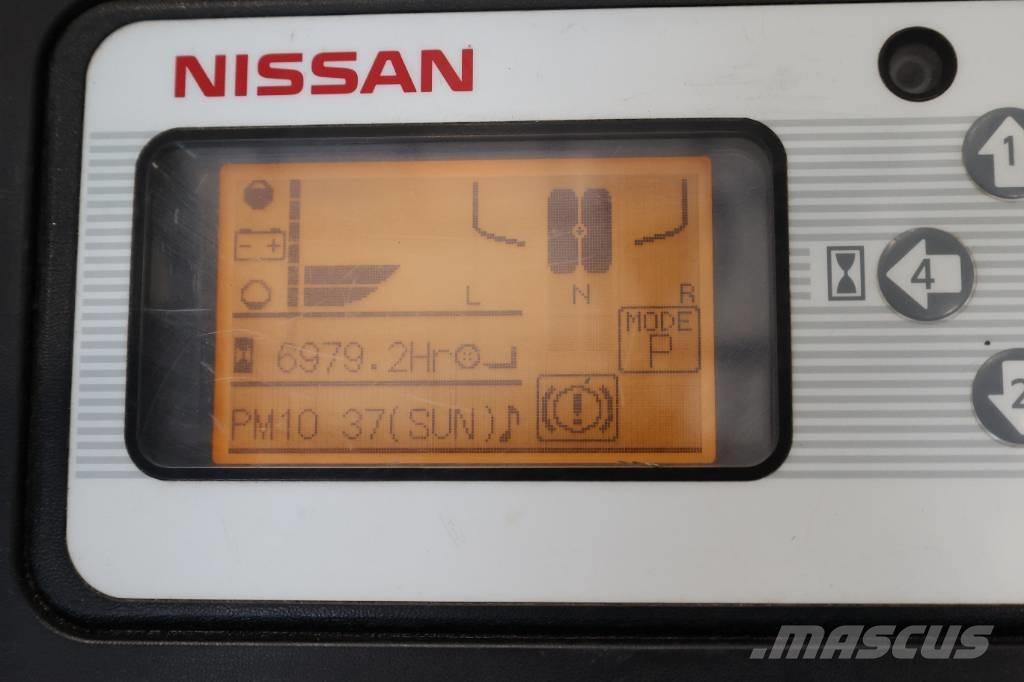 NISSAN
1
- +
4
L N R
MODE
P
6979.2Hr
PM10 37(SUN)♪
!
2
.MASCUS